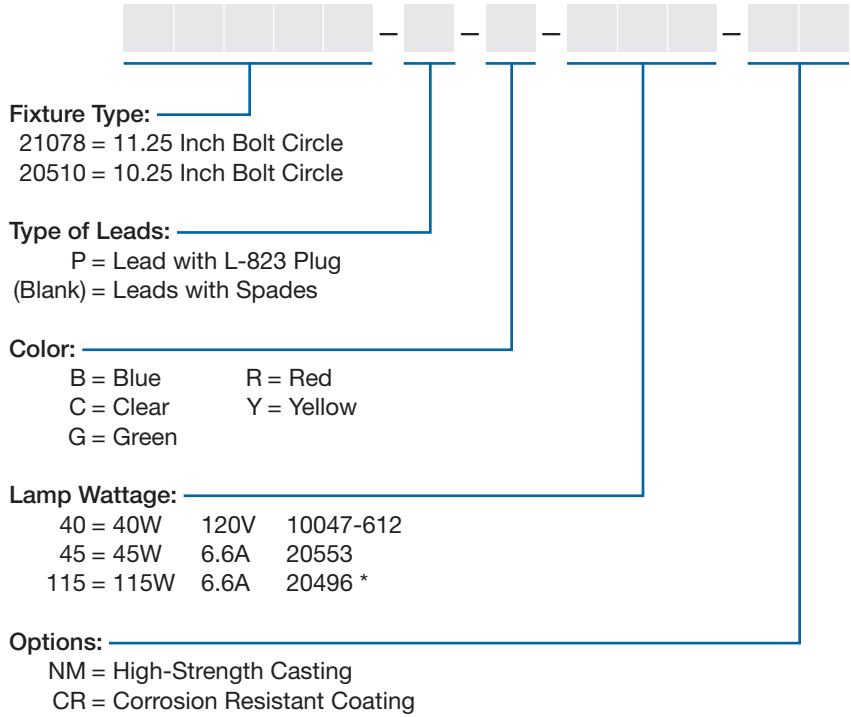 – – – –
Fixture Type:
21078 = 11.25 Inch Bolt Circle
20510 = 10.25 Inch Bolt Circle
Type of Leads:
P = Lead with L-823 Plug
(Blank) = Leads with Spades
Color:
B = Blue R = Red
C = Clear Y = Yellow
G = Green
Lamp Wattage:
40 = 40W 120V 10047-612
45 = 45W 6.6A 20553
115 = 115W 6.6A 20496 *
Options:
NM = High-Strength Casting
CR = Corrosion Resistant Coating